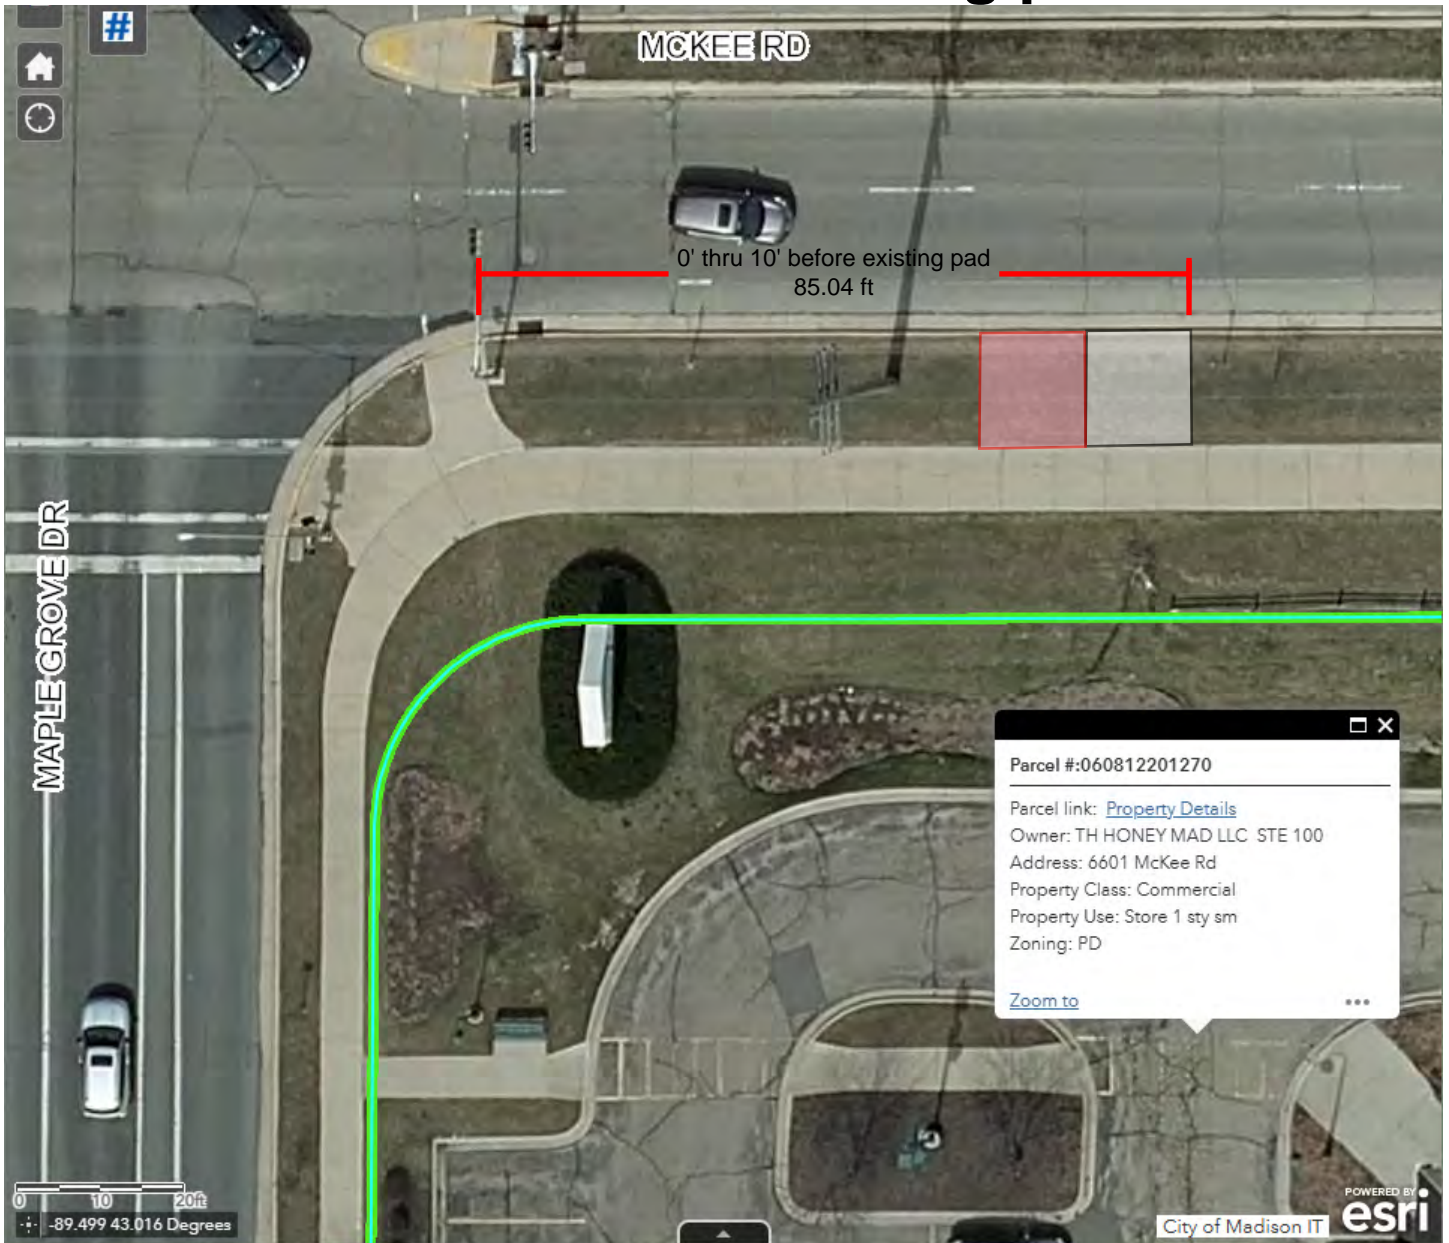 #
MCKEE RD
0' thru 10' before existing pad
85.04 ft
MAPLE GROVE DR
Parcel #:060812201270
Parcel link: Property Details
Owner: TH HONEY MAD LLC STE 100
Address: 6601 McKee Rd
Property Class: Commercial
Property Use: Store 1 sty sm
Zoning: PD
Zoom to
0 10 20ft
-89.499 43.016 Degrees
City of Madison IT
POWERED BY
esri